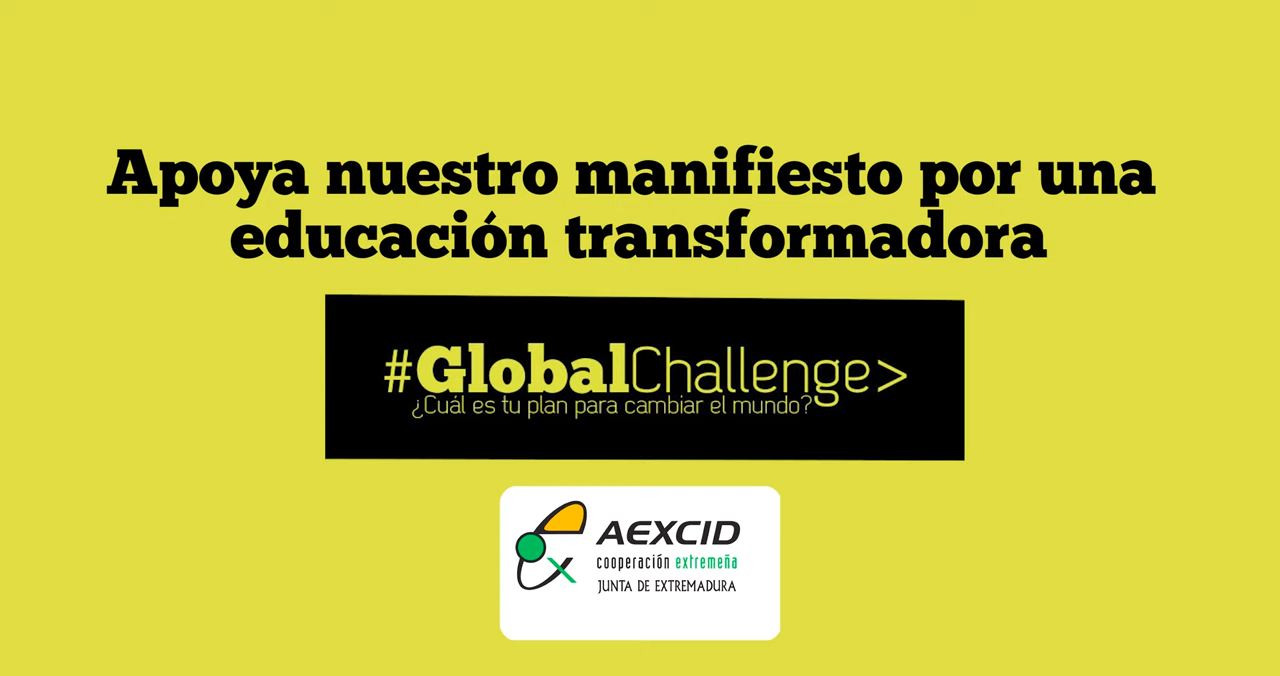 Apoya nuestro manifiesto por una
educación transformadora
#GlobalChallenge>
¿Cuál es tu plan para cambiar el mundo?
AEXCID
cooperación extremeña
JUNTA DE EXTREMADURA